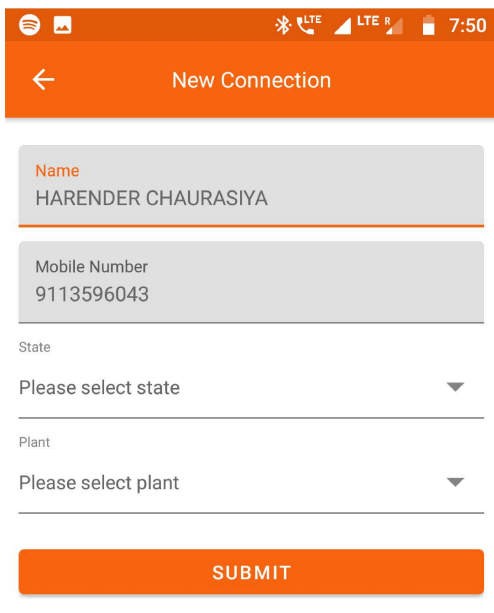 LTE LTE R 7:50
New Connection
Name
HARENDER CHAURASIYA
Mobile Number
9113596043
State
Please select state
Plant
Please select plant
SUBMIT